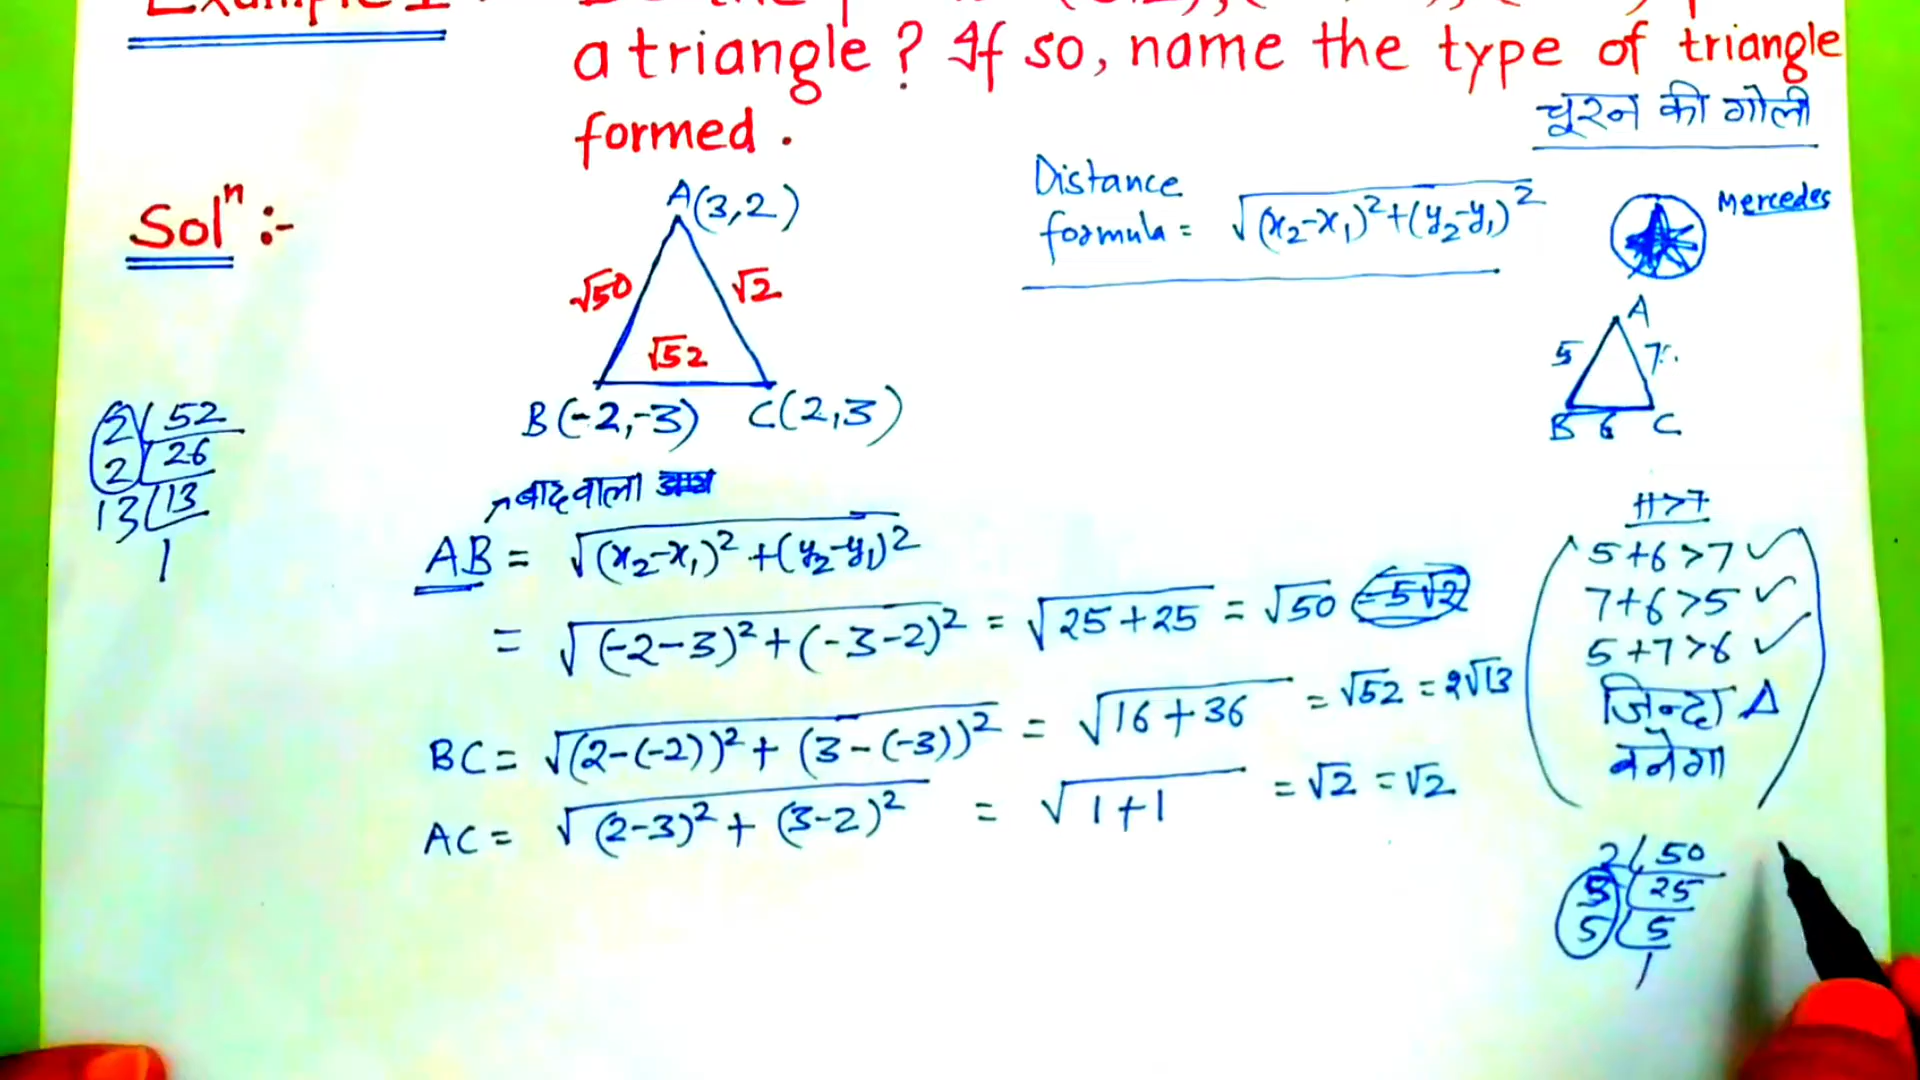 Example 1
a triangle ? If so, name the type of triangle
formed .
चूरन की गोली
Solⁿ :-
A(3,2)
√50
√2
√52
B(-2,-3) C(2,3)
Distance
formula = √(x₂-x₁)²+(y₂-y₁)²
Mercedes
A
5 7
B 6 C
2 52
2 26
13 13
1
बादवाला
AB = √(x₂-x₁)² +(y₂-y₁)²
= √(-2-3)²+(-3-2)² = √25+25 = √50 =5√2
BC = √(2-(-2))²+ (3-(-3))² = √16+36 = √52 = 2√13
AC = √(2-3)²+ (3-2)² = √1+1 = √2 = √2
11>7
5+6>7 ✓
7+6>5 ✓
5+7>6 ✓
जिन्दा Δ
बनेगा
2 50
5 25
5 5
1